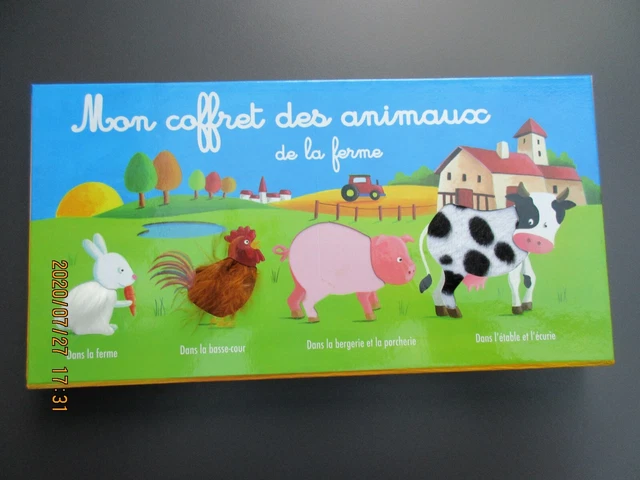 Mon coffret des animaux
de la ferme
Dans la ferme
Dans la basse-cour
Dans la bergerie et la porcherie
Dans l'étable et l'écurie
2020/07/27 17:31